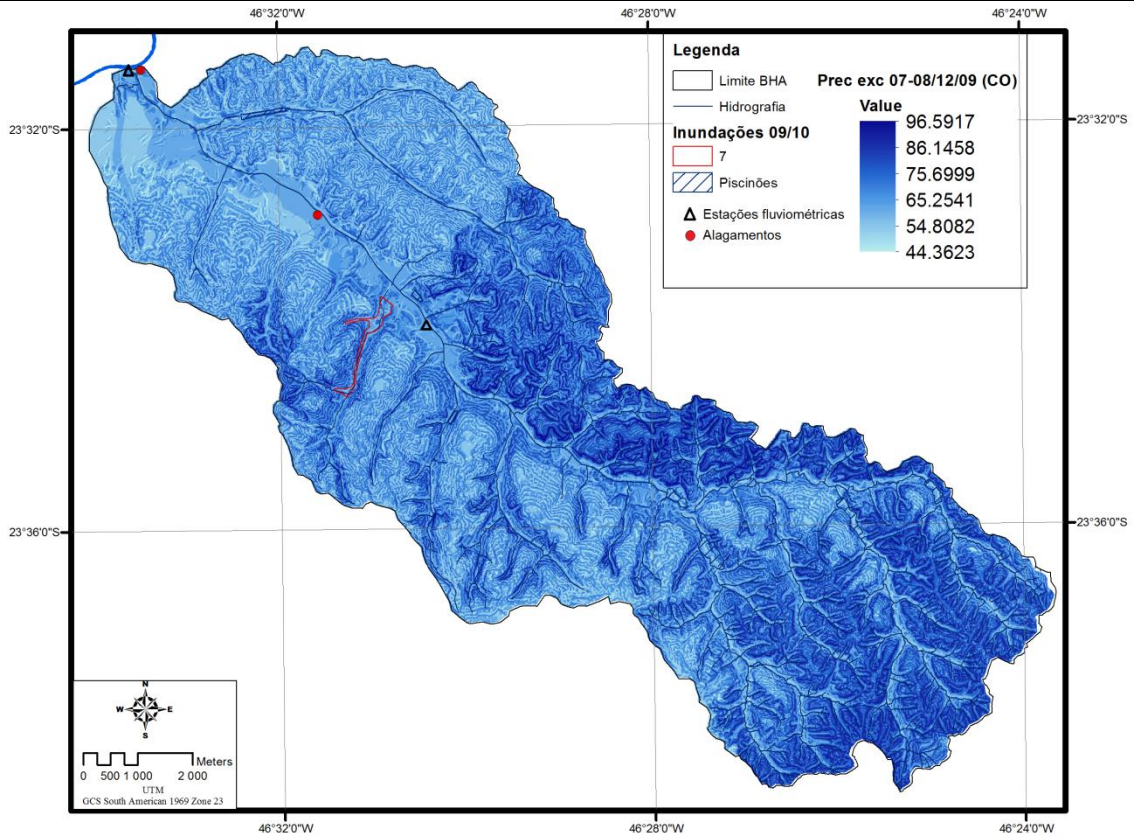 46°32'0"W
46°28'0"W
46°24'0"W
Legenda
Limite BHA
Hidrografia
Inundações 09/10
7
Piscinões
Estações fluviométricas
Alagamentos
Prec exc 07-08/12/09 (CO)
Value
96.5917
86.1458
75.6999
65.2541
54.8082
44.3623
23°32'0"S
23°32'0"S
23°36'0"S
23°36'0"S
N
W
E
S
Meters
0 500 1 000 2 000
UTM
GCS South American 1969 Zone 23
46°32'0"W
46°28'0"W
46°24'0"W